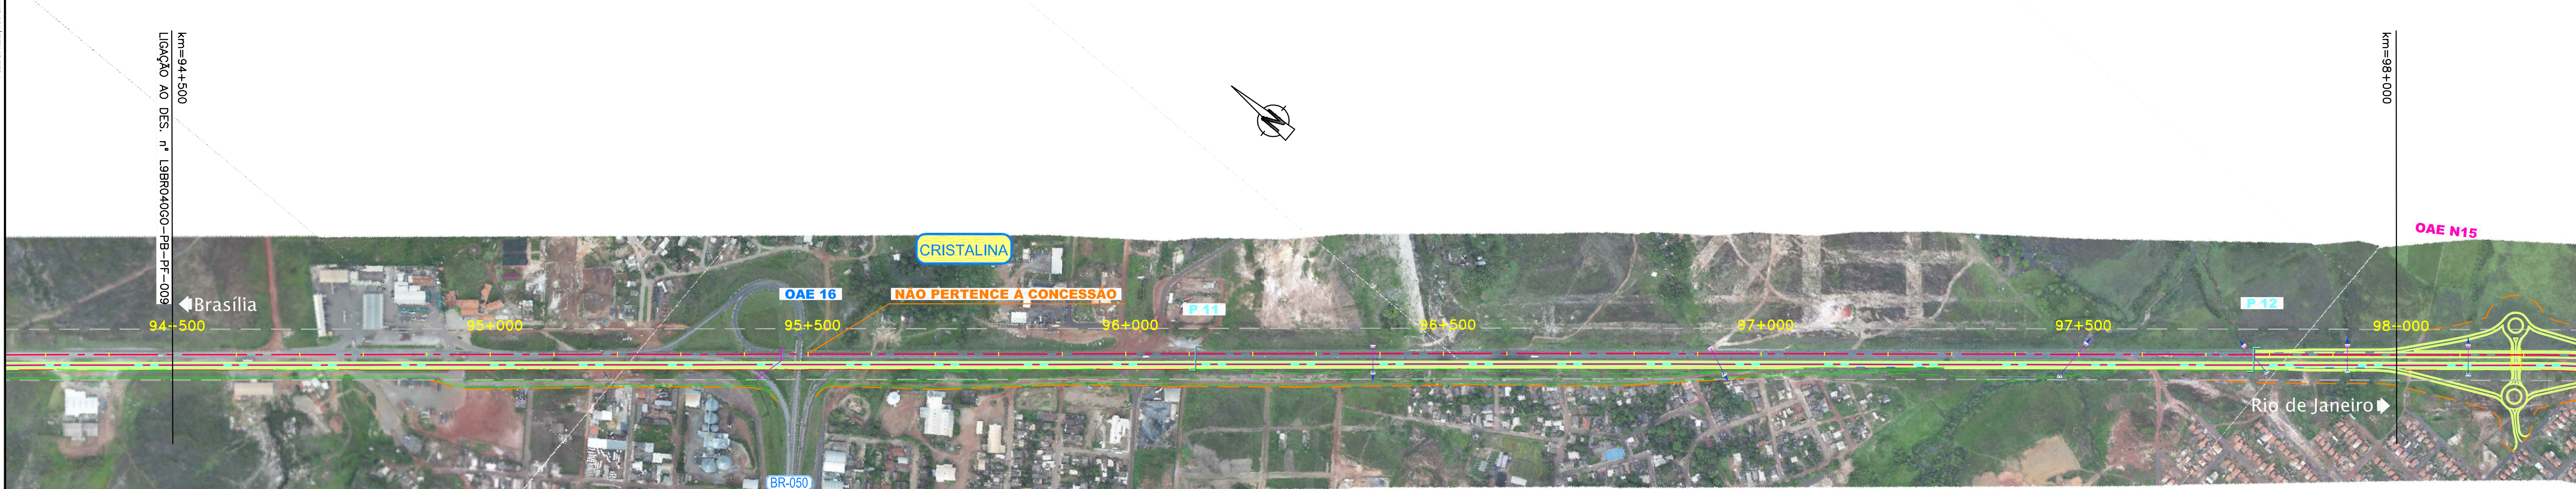 km=94+500
LIGAÇÃO AO DES. n° L9BR040GO-PB-PF-009
km=98+000
N
OAE N15
CRISTALINA
OAE 16
NÃO PERTENCE À CONCESSÃO
P 11
P 12
Brasília
94+500
95+000
95+500
96+000
96+500
97+000
97+500
98+000
Rio de Janeiro
BR-050